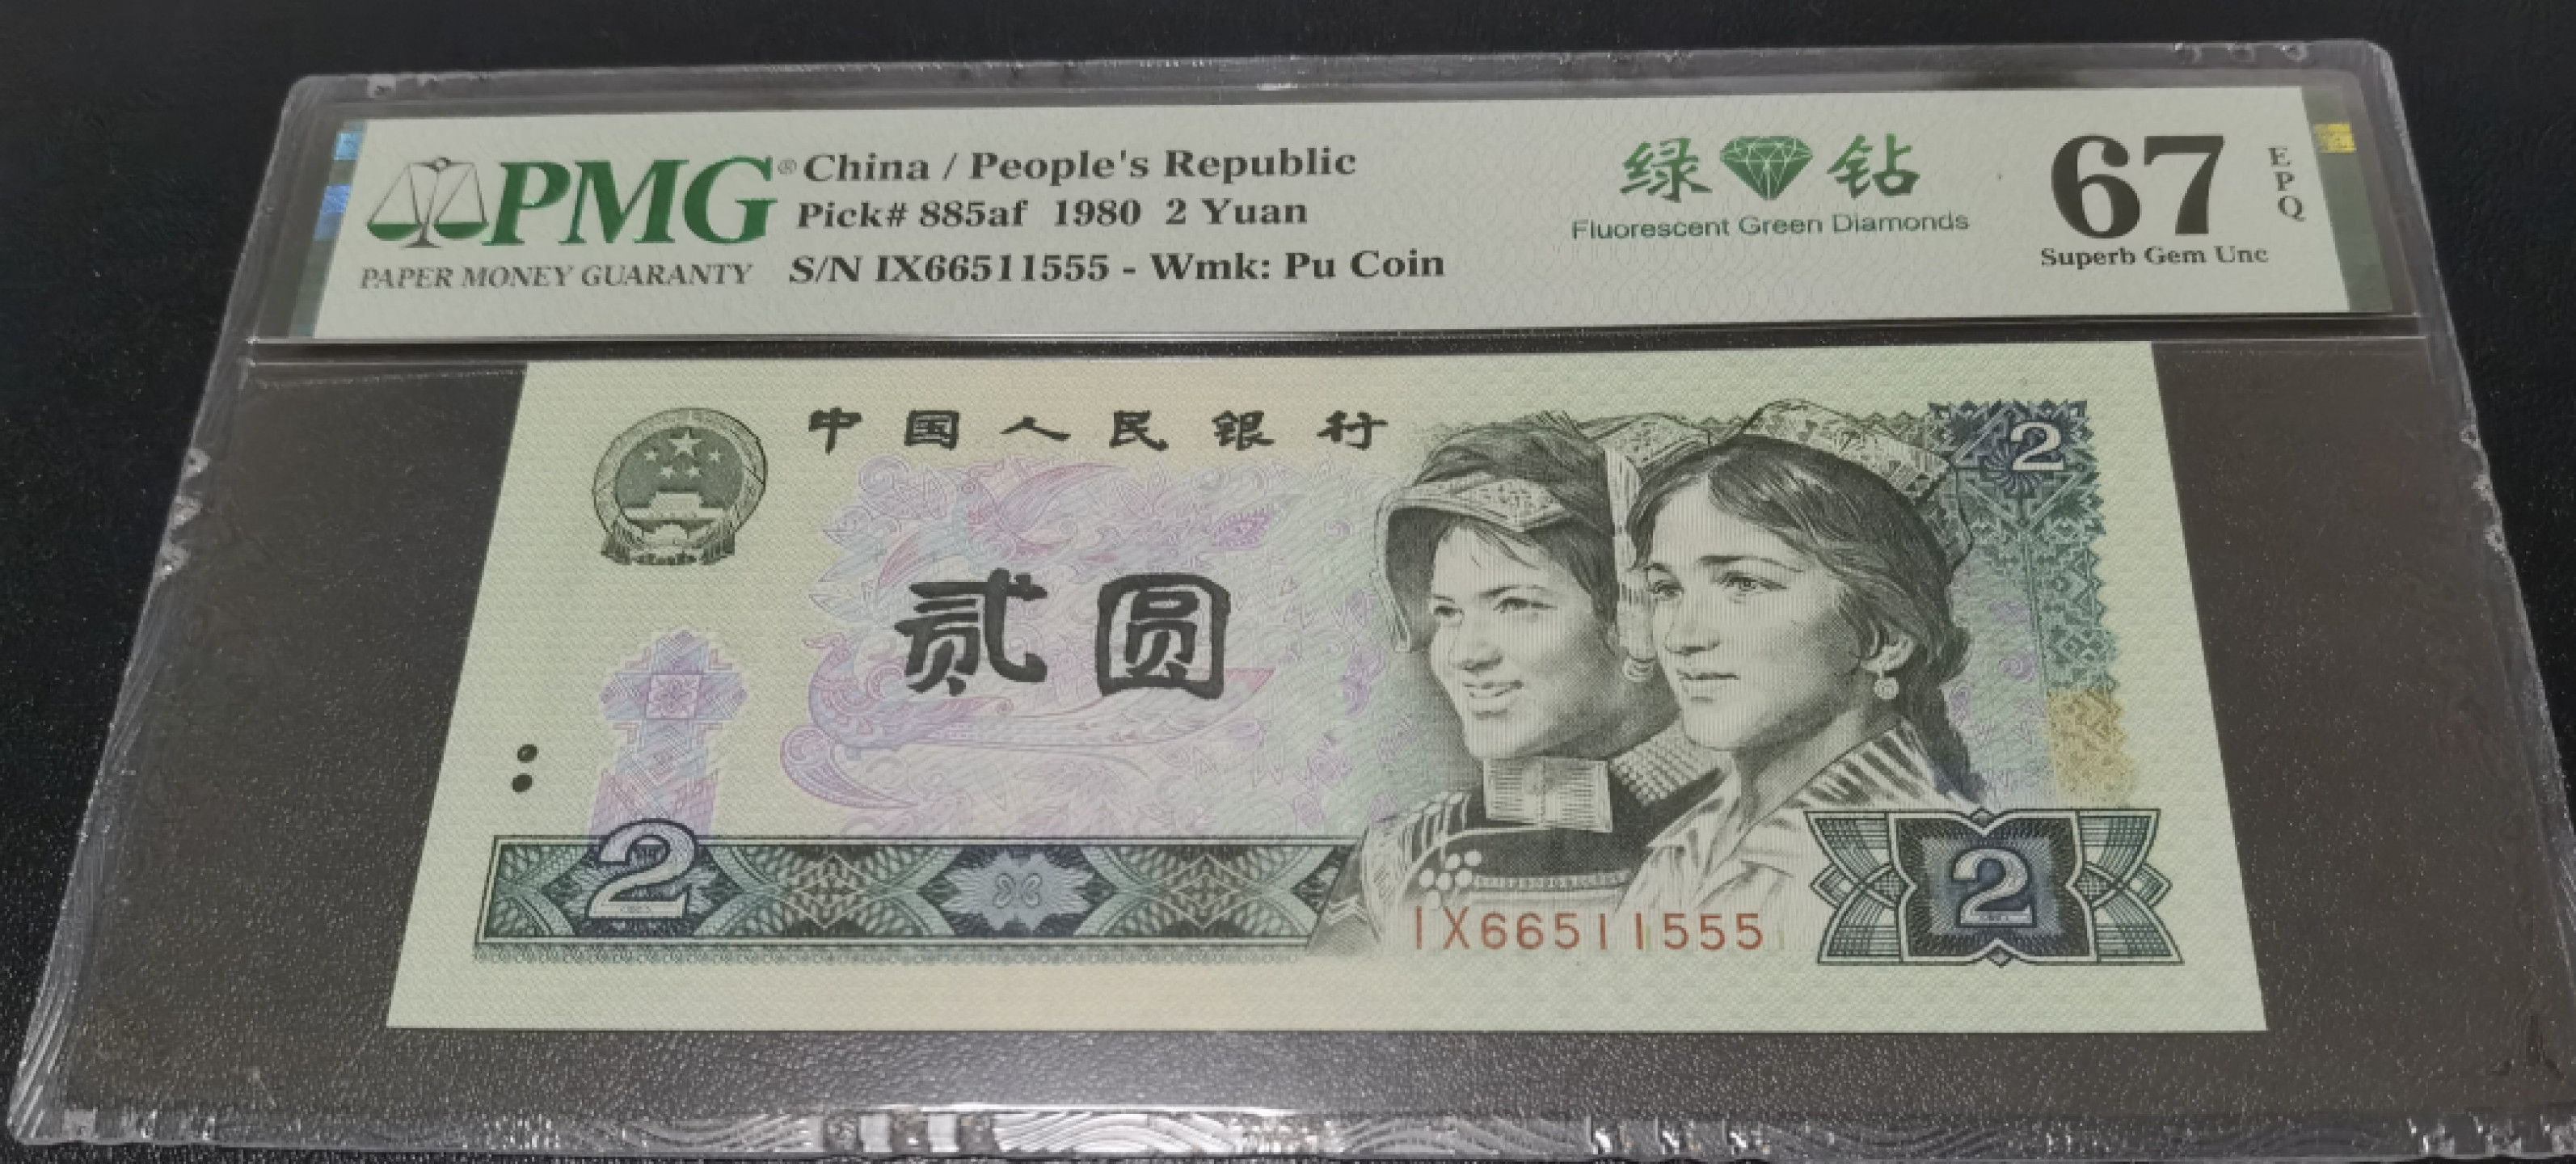 PMG® China / People's Republic
Pick# 885af 1980 2 Yuan
PAPER MONEY GUARANTY S/N IX66511555 - Wmk: Pu Coin
绿 钻
Fluorescent Green Diamonds
67
EPQ
Superb Gem Unc
中国人民银行
2
贰圆
2
IX66511555
2